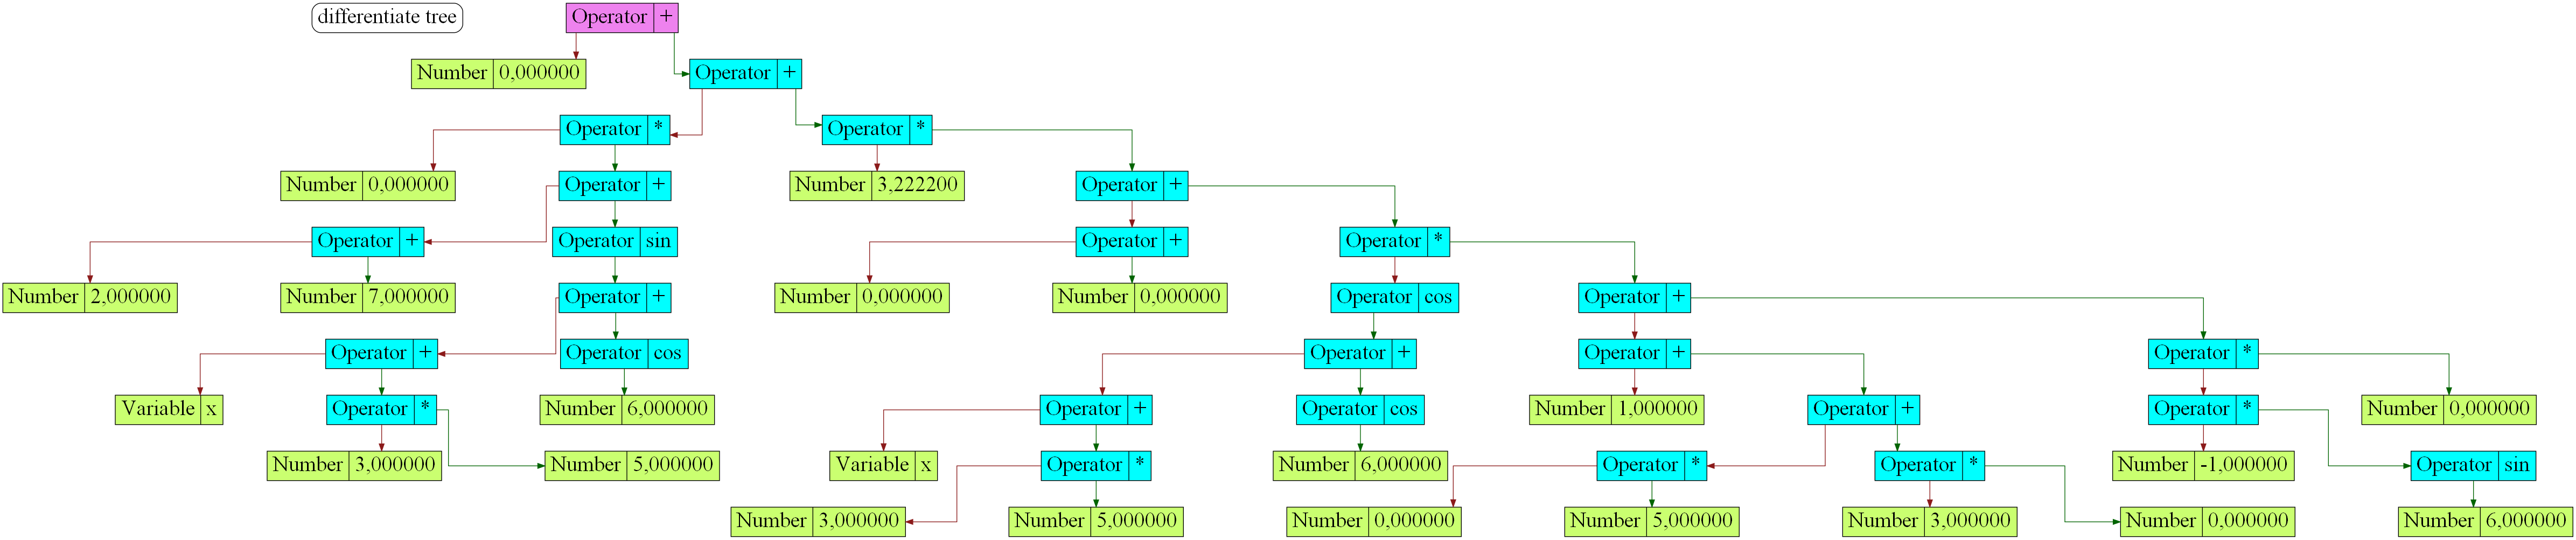 differentiate tree
Operator +
Number 0,000000
Operator +
Operator *
Operator *
Number 0,000000
Operator +
Number 3,222200
Operator +
Operator +
Operator sin
Operator +
Operator *
Number 2,000000
Number 7,000000
Operator +
Number 0,000000
Number 0,000000
Operator cos
Operator +
Operator +
Operator cos
Operator +
Operator +
Operator *
Variable x
Operator *
Number 6,000000
Operator +
Operator cos
Number 1,000000
Operator +
Operator *
Number 0,000000
Number 3,000000
Number 5,000000
Variable x
Operator *
Number 6,000000
Operator *
Operator *
Number -1,000000
Operator sin
Number 3,000000
Number 5,000000
Number 0,000000
Number 5,000000
Number 3,000000
Number 0,000000
Number 6,000000